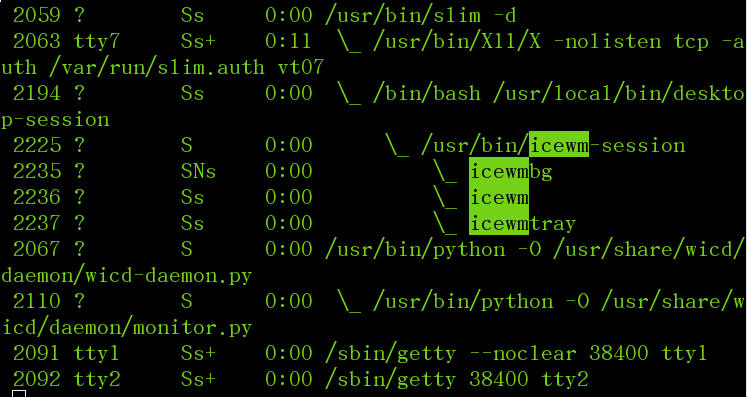 2059 ?        Ss     0:00 /usr/bin/slim -d
2063 tty7     Ss+    0:11  \_ /usr/bin/X11/X -nolisten tcp -a
uth /var/run/slim.auth vt07
2194 ?        Ss     0:00  \_ /bin/bash /usr/local/bin/deskto
p-session
2225 ?        S      0:00      \_ /usr/bin/icewm-session
2235 ?        SNs    0:00          \_ icewmbg
2236 ?        Ss     0:00          \_ icewm
2237 ?        Ss     0:00          \_ icewmtray
2067 ?        S      0:00 /usr/bin/python -O /usr/share/wicd/
daemon/wicd-daemon.py
2110 ?        S      0:00  \_ /usr/bin/python -O /usr/share/w
icd/daemon/monitor.py
2091 tty1     Ss+    0:00 /sbin/getty --noclear 38400 tty1
2092 tty2     Ss+    0:00 /sbin/getty 38400 tty2